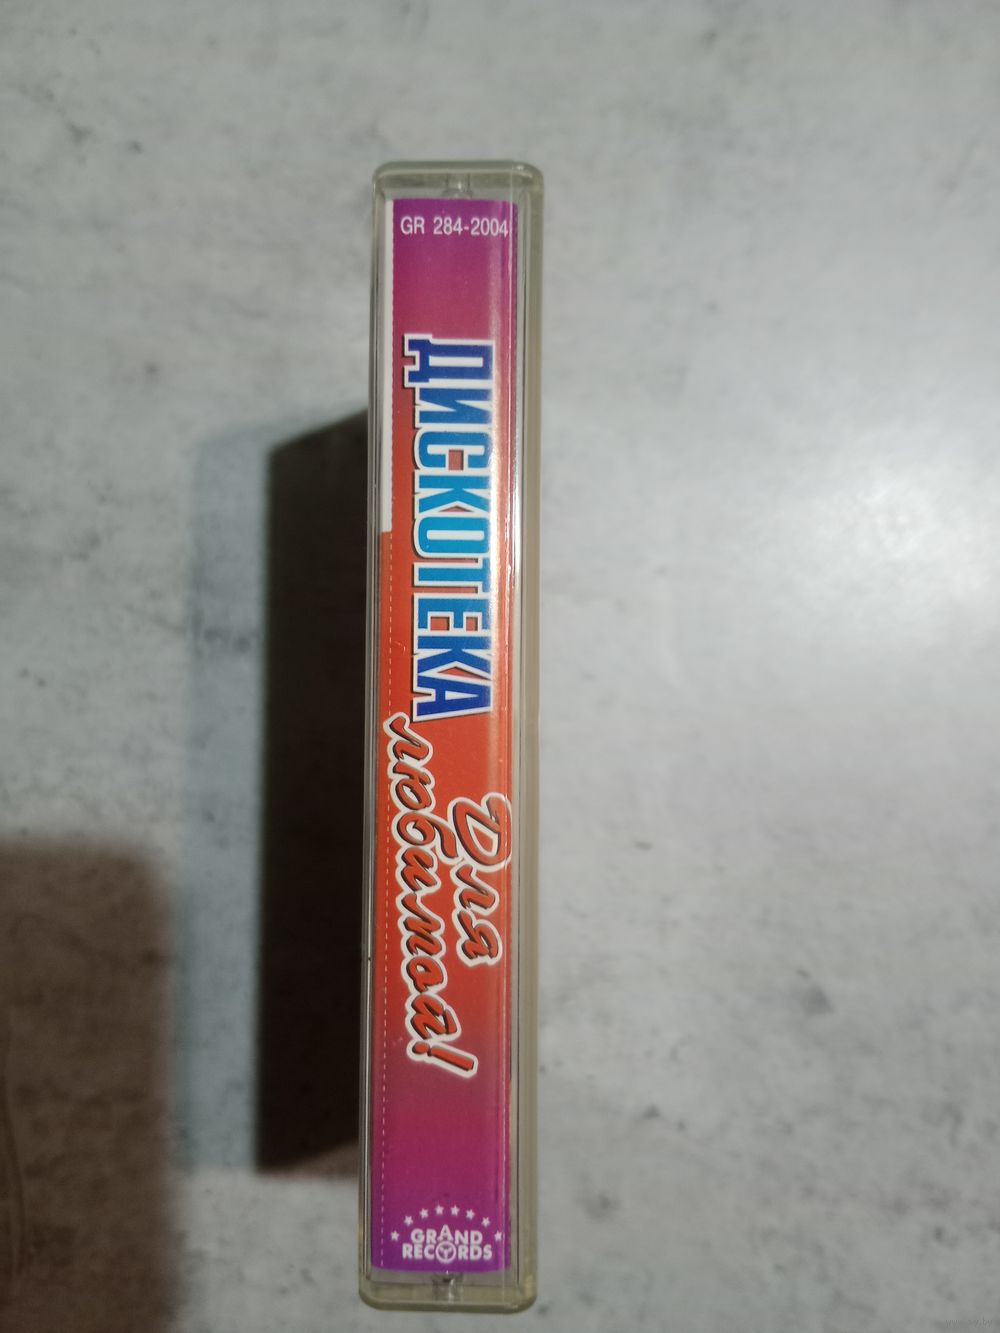 GR 284-2004
ДИСКОТЕКА
Для
любимой!
GRAND
RECORDS